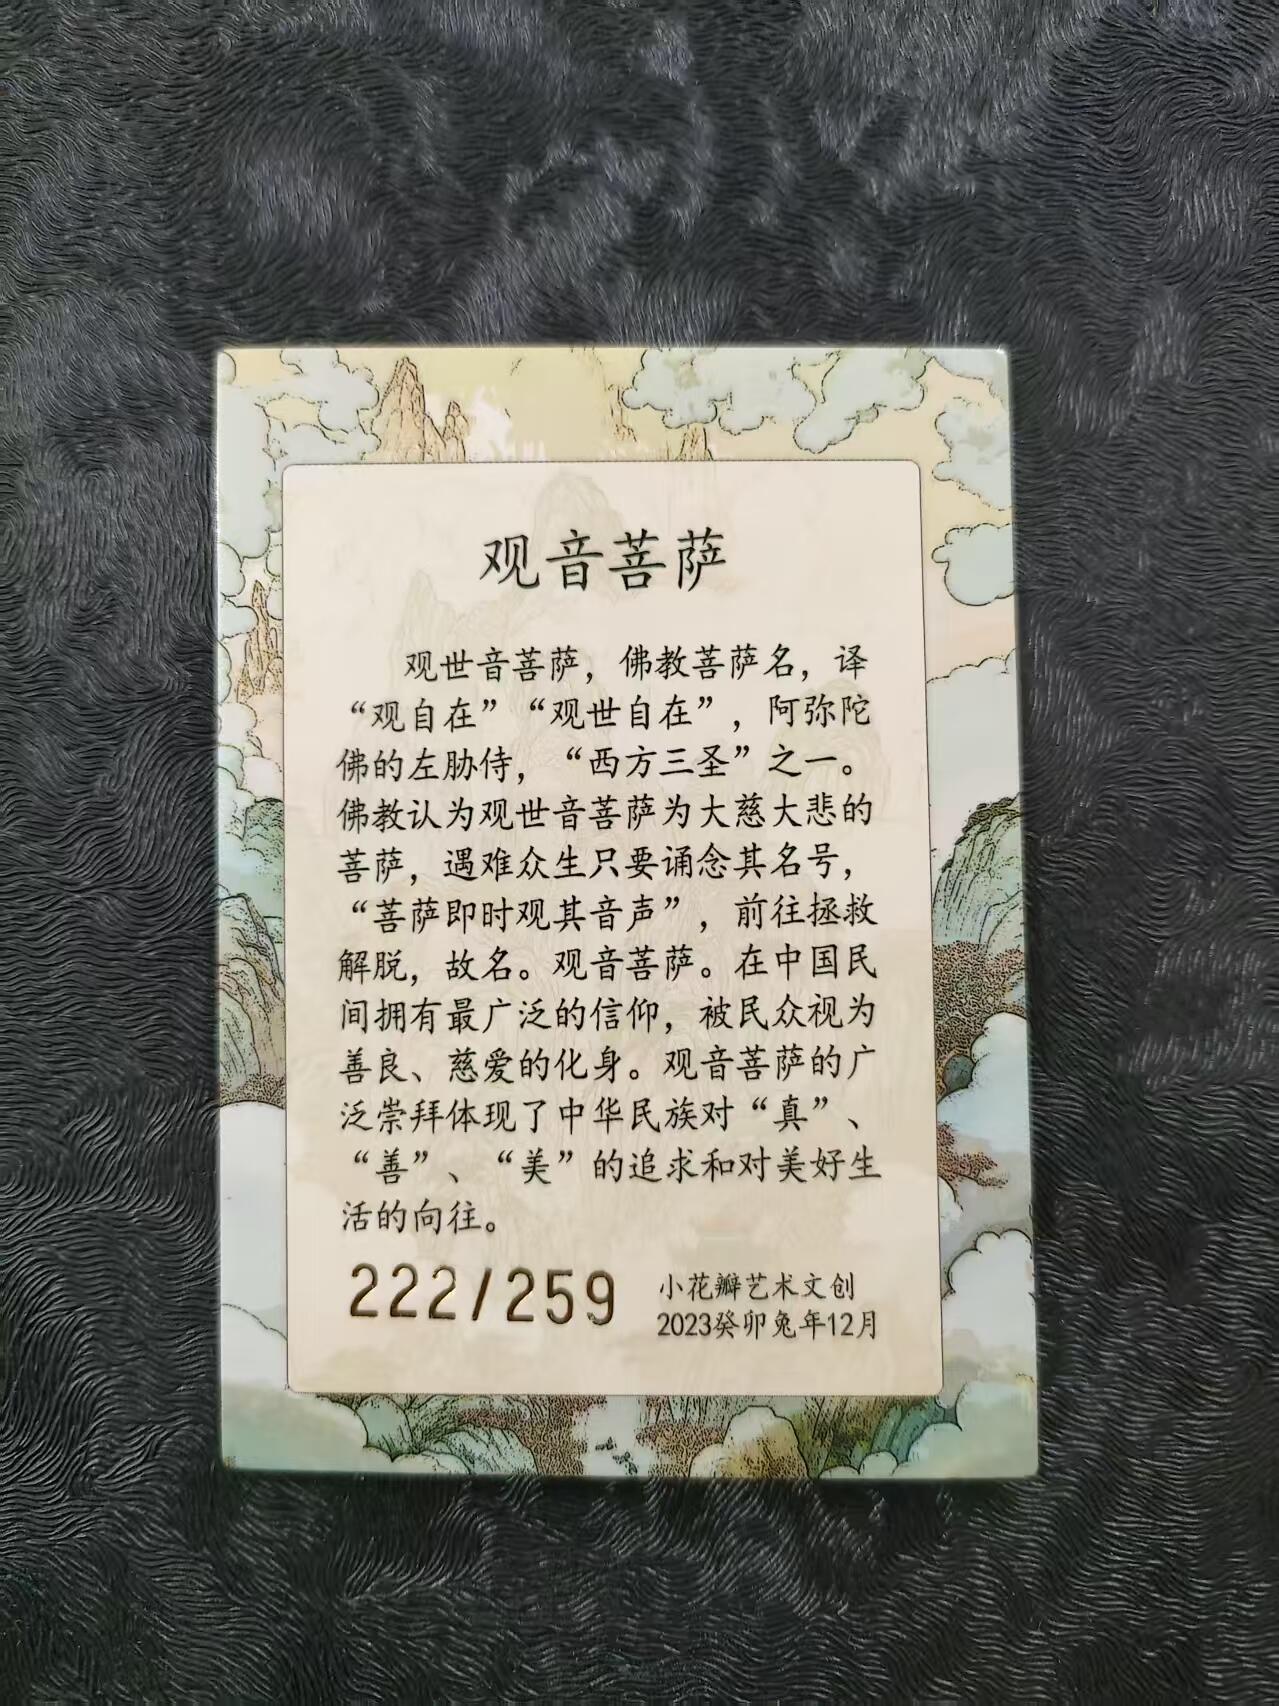 观音菩萨
观世音菩萨，佛教菩萨名，译
“观自在”“观世自在”，阿弥陀
佛的左胁侍，“西方三圣”之一。
佛教认为观世音菩萨为大慈大悲的
菩萨，遇难众生只要诵念其名号，
“菩萨即时观其音声”，前往拯救
解脱，故名。观音菩萨。在中国民
间拥有最广泛的信仰，被民众视为
善良、慈爱的化身。观音菩萨的广
泛崇拜体现了中华民族对“真”、
“善”、“美”的追求和对美好生
活的向往。
222/259
小花瓣艺术文创
2023癸卯兔年12月